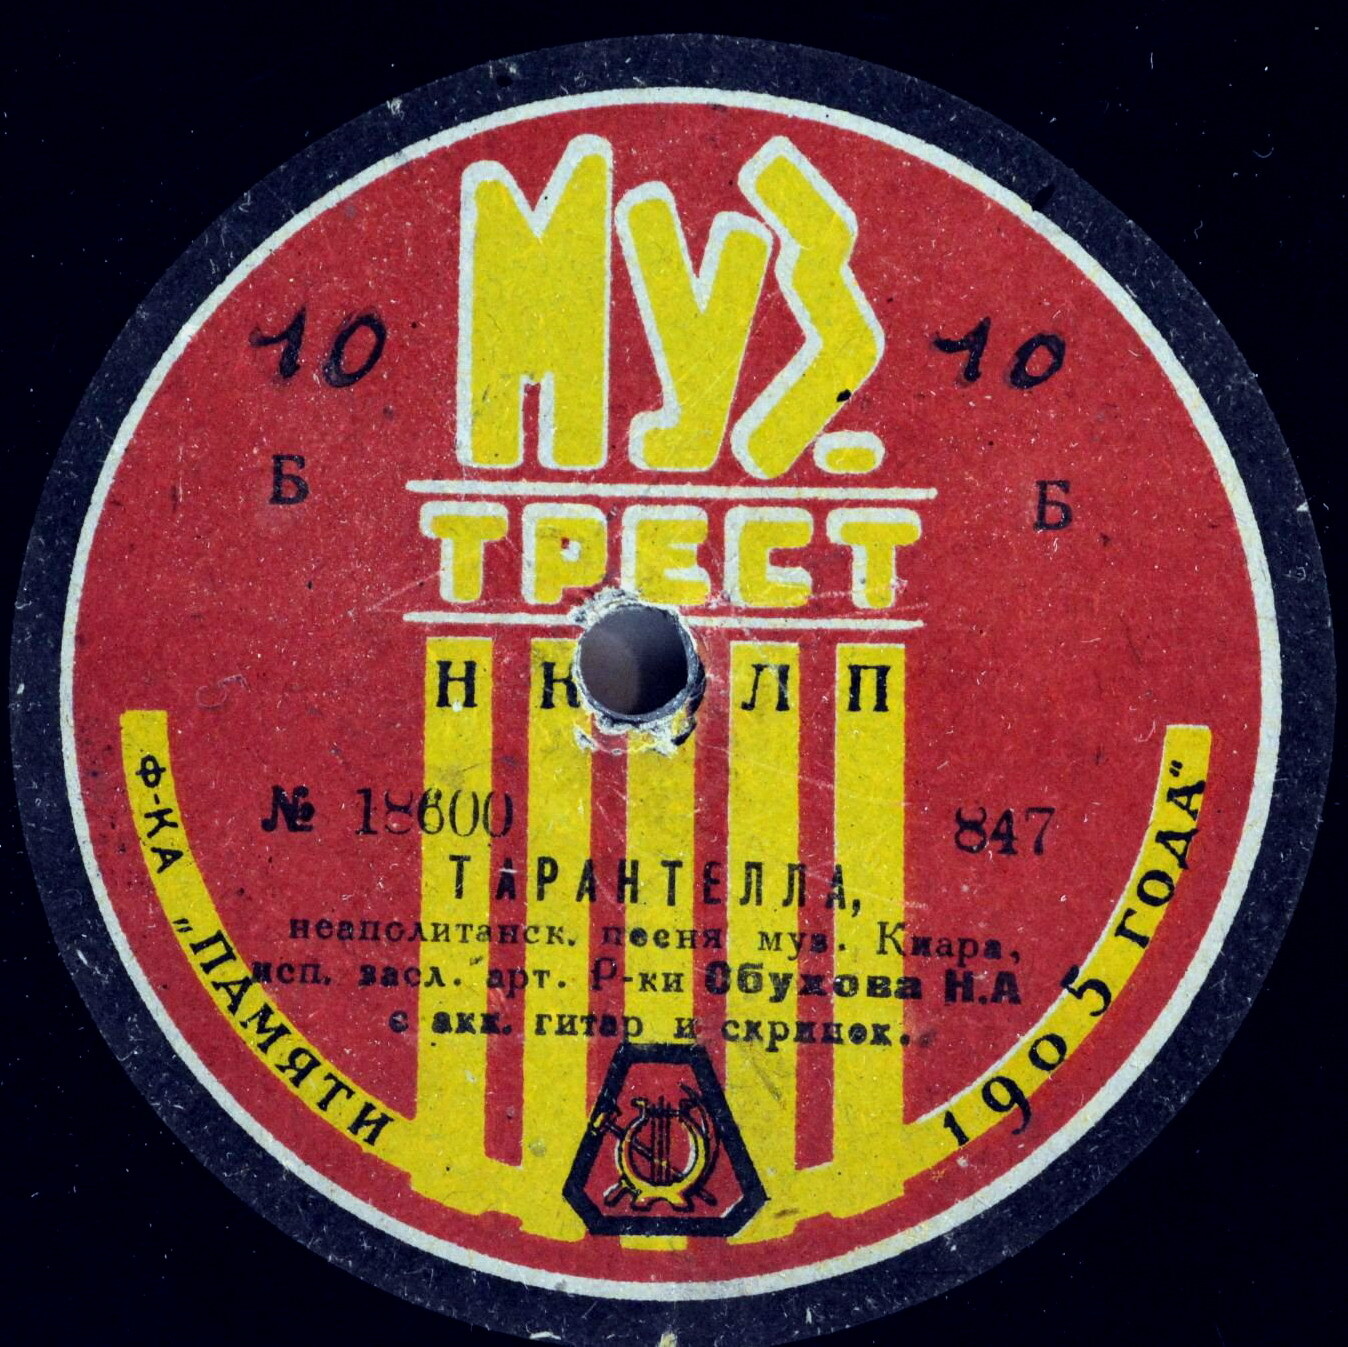 Муз.
ТРЕСТ
10 10
Б Б
Н К Л П
№ 18600 847
ТАРАНТЕЛЛА,
неаполитанск. песня муз. Киара,
исп. засл. арт. Р-ки Обухова Н.А
с акк. гитар и скрипок.
Ф-КА „ПАМЯТИ 1905 ГОДА“